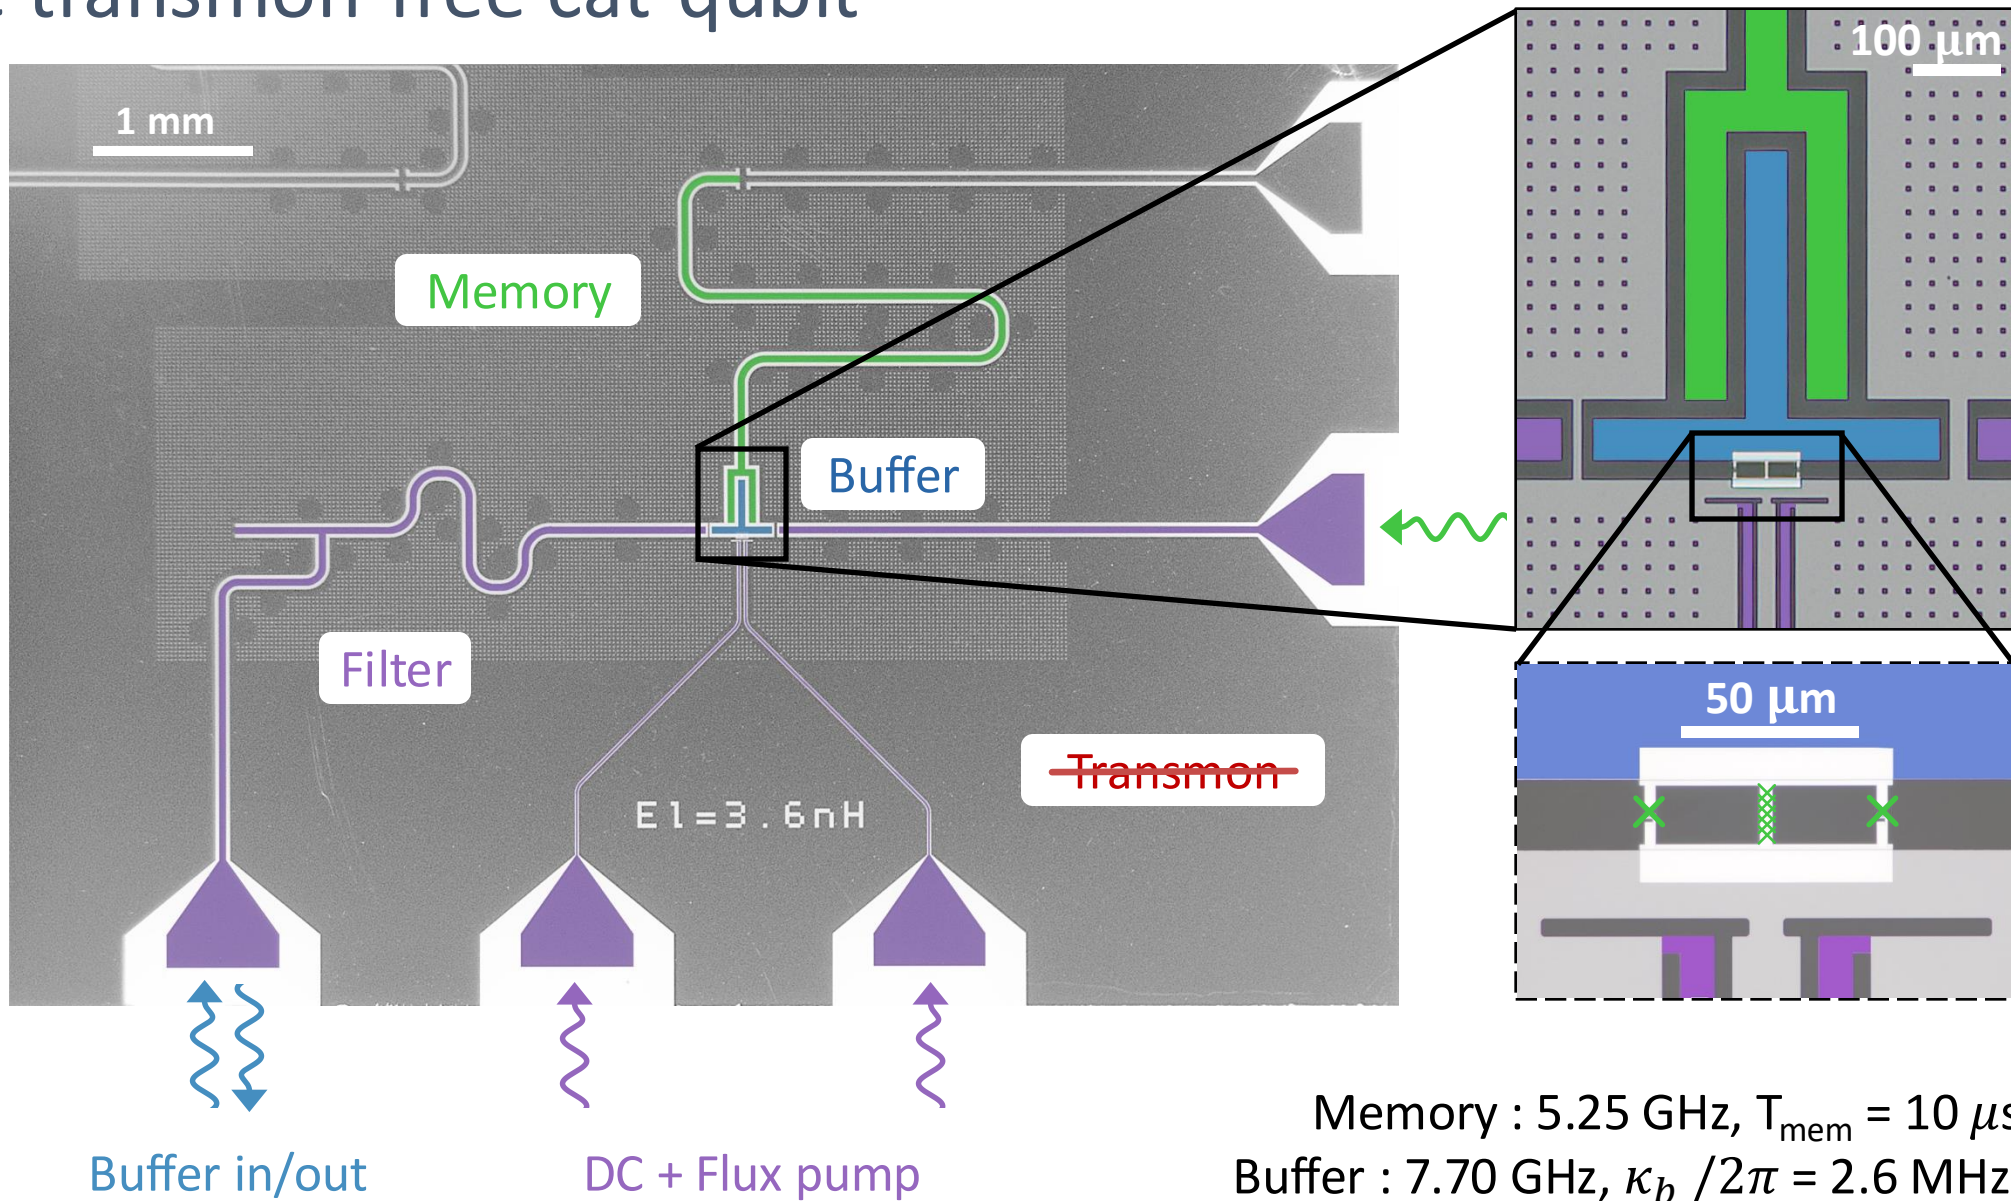 transmon-free cat-qubit
100 µm
1 mm
Memory
Buffer
Filter
50 µm
Transmon
El=3.6nH
Memory : 5.25 GHz, Tmem = 10 𝜇s
Buffer in/out
DC + Flux pump
Buffer : 7.70 GHz, 𝜅𝑏 /2𝜋 = 2.6 MHz